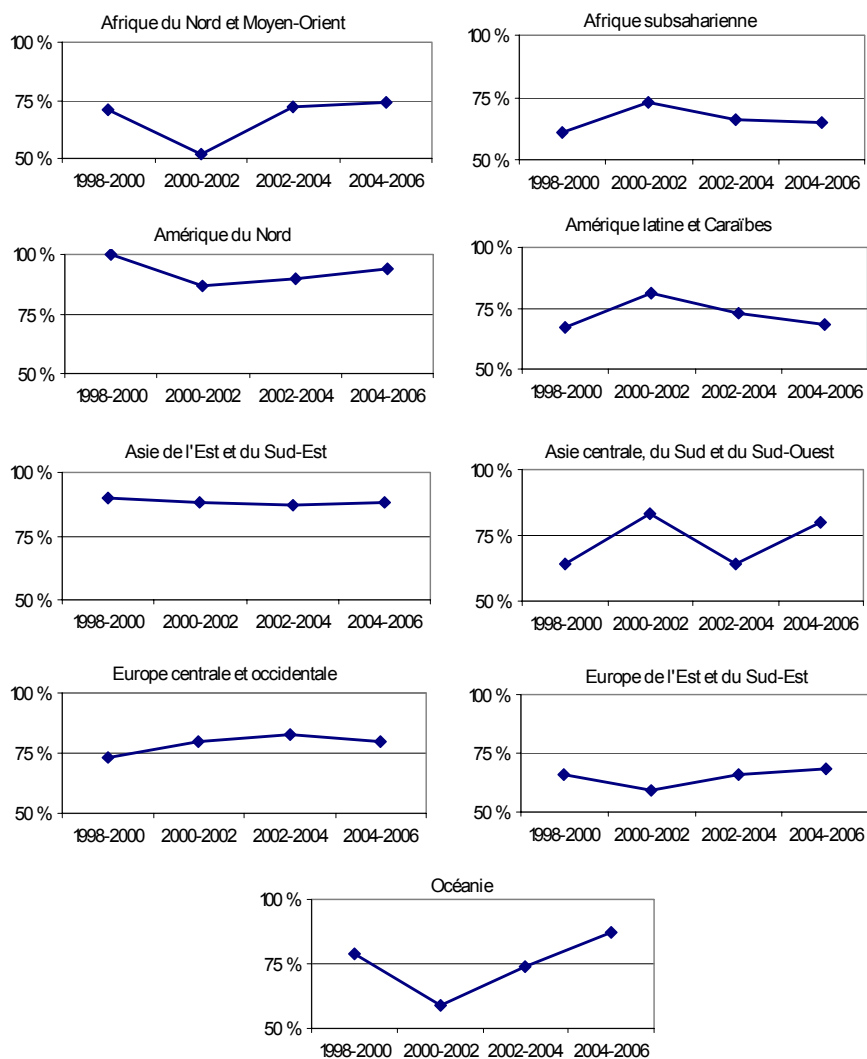 Afrique du Nord et Moyen-Orient
100 %
75 %
50 %
1998-2000 2000-2002 2002-2004 2004-2006
Afrique subsaharienne
100 %
75 %
50 %
1998-2000 2000-2002 2002-2004 2004-2006
Amérique du Nord
100 %
75 %
50 %
1998-2000 2000-2002 2002-2004 2004-2006
Amérique latine et Caraïbes
100 %
75 %
50 %
1998-2000 2000-2002 2002-2004 2004-2006
Asie de l'Est et du Sud-Est
100 %
75 %
50 %
1998-2000 2000-2002 2002-2004 2004-2006
Asie centrale, du Sud et du Sud-Ouest
100 %
75 %
50 %
1998-2000 2000-2002 2002-2004 2004-2006
Europe centrale et occidentale
100 %
75 %
50 %
1998-2000 2000-2002 2002-2004 2004-2006
Europe de l'Est et du Sud-Est
100 %
75 %
50 %
1998-2000 2000-2002 2002-2004 2004-2006
Océanie
100 %
75 %
50 %
1998-2000 2000-2002 2002-2004 2004-2006